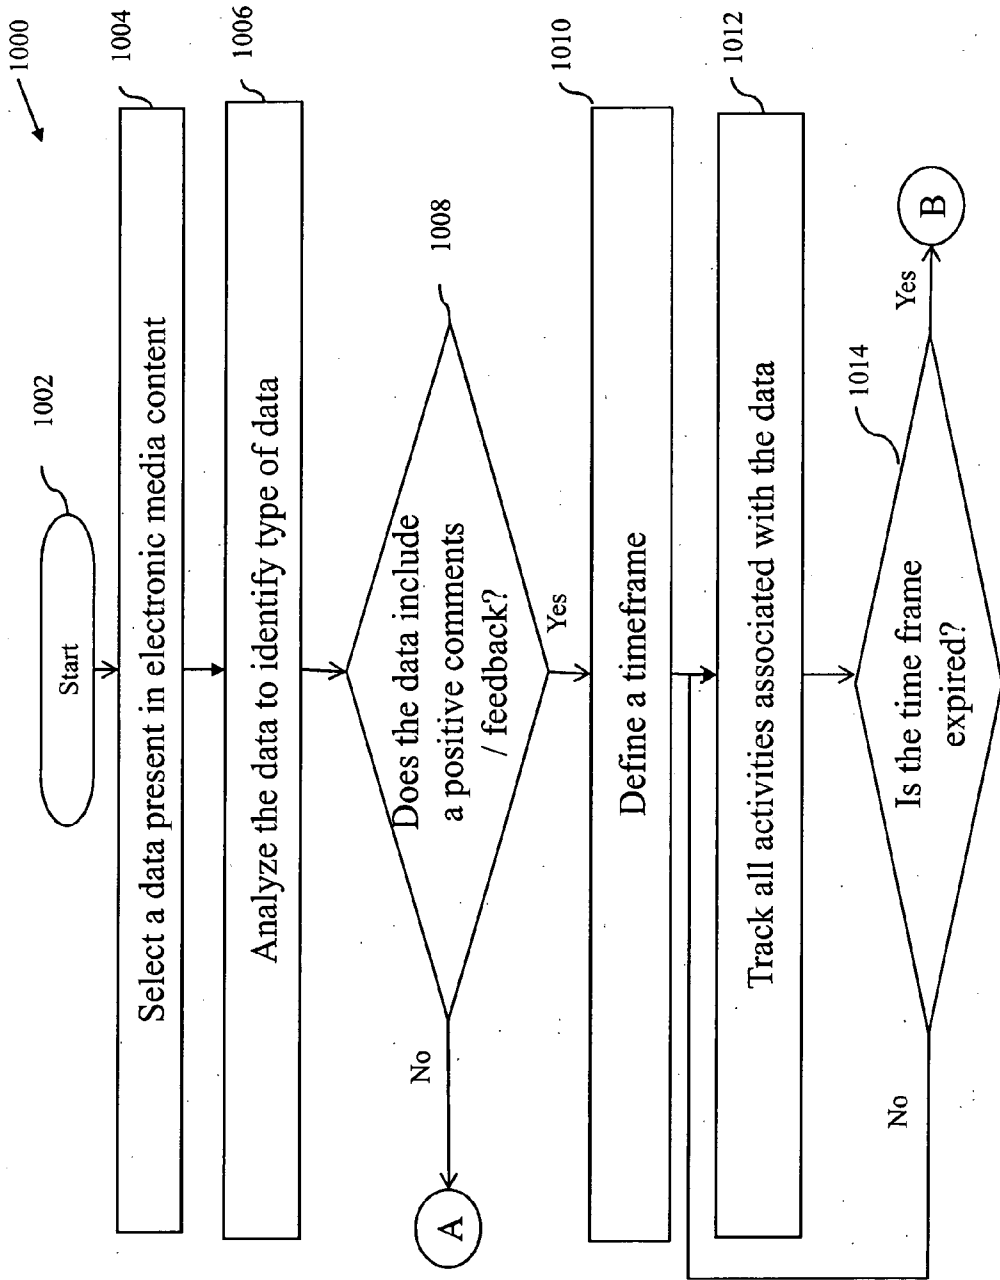 1000
Start
1002
Select a data present in electronic media content
1004
Analyze the data to identify type of data
1006
Does the data include
a positive comments
/ feedback?
1008
No
A
Yes
Define a timeframe
1010
Track all activities associated with the data
1012
Is the time frame
expired?
1014
No
Yes
B